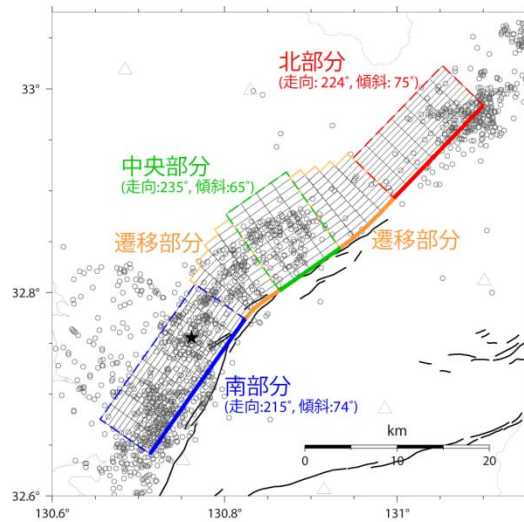 33°
北部分
(走向: 224°, 傾斜: 75°)
中央部分
(走向:235°, 傾斜:65°)
遷移部分
遷移部分
32.8°
南部分
(走向:215°, 傾斜:74°)
km
0 10 20
32.6°
130.6° 130.8° 131°